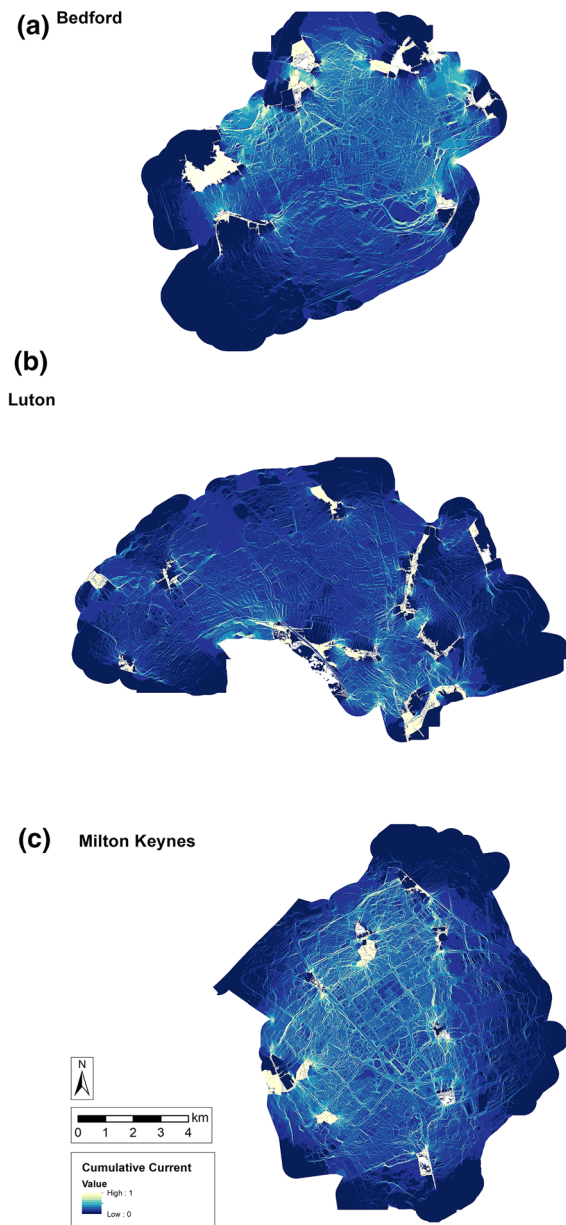 (a) Bedford
(b)
Luton
(c) Milton Keynes
N
km
0 1 2 3 4
Cumulative Current
Value
High : 1
Low : 0